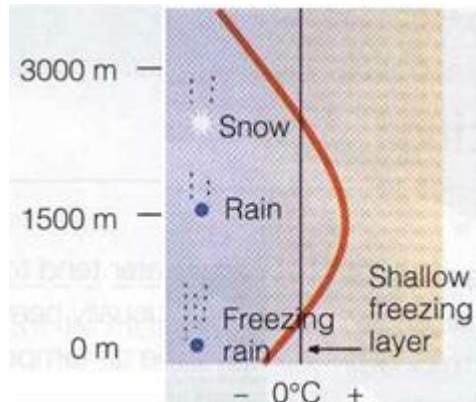 3000 m
Snow
1500 m
Rain
Shallow
freezing
layer
Freezing
rain
0 m
- 0°C +